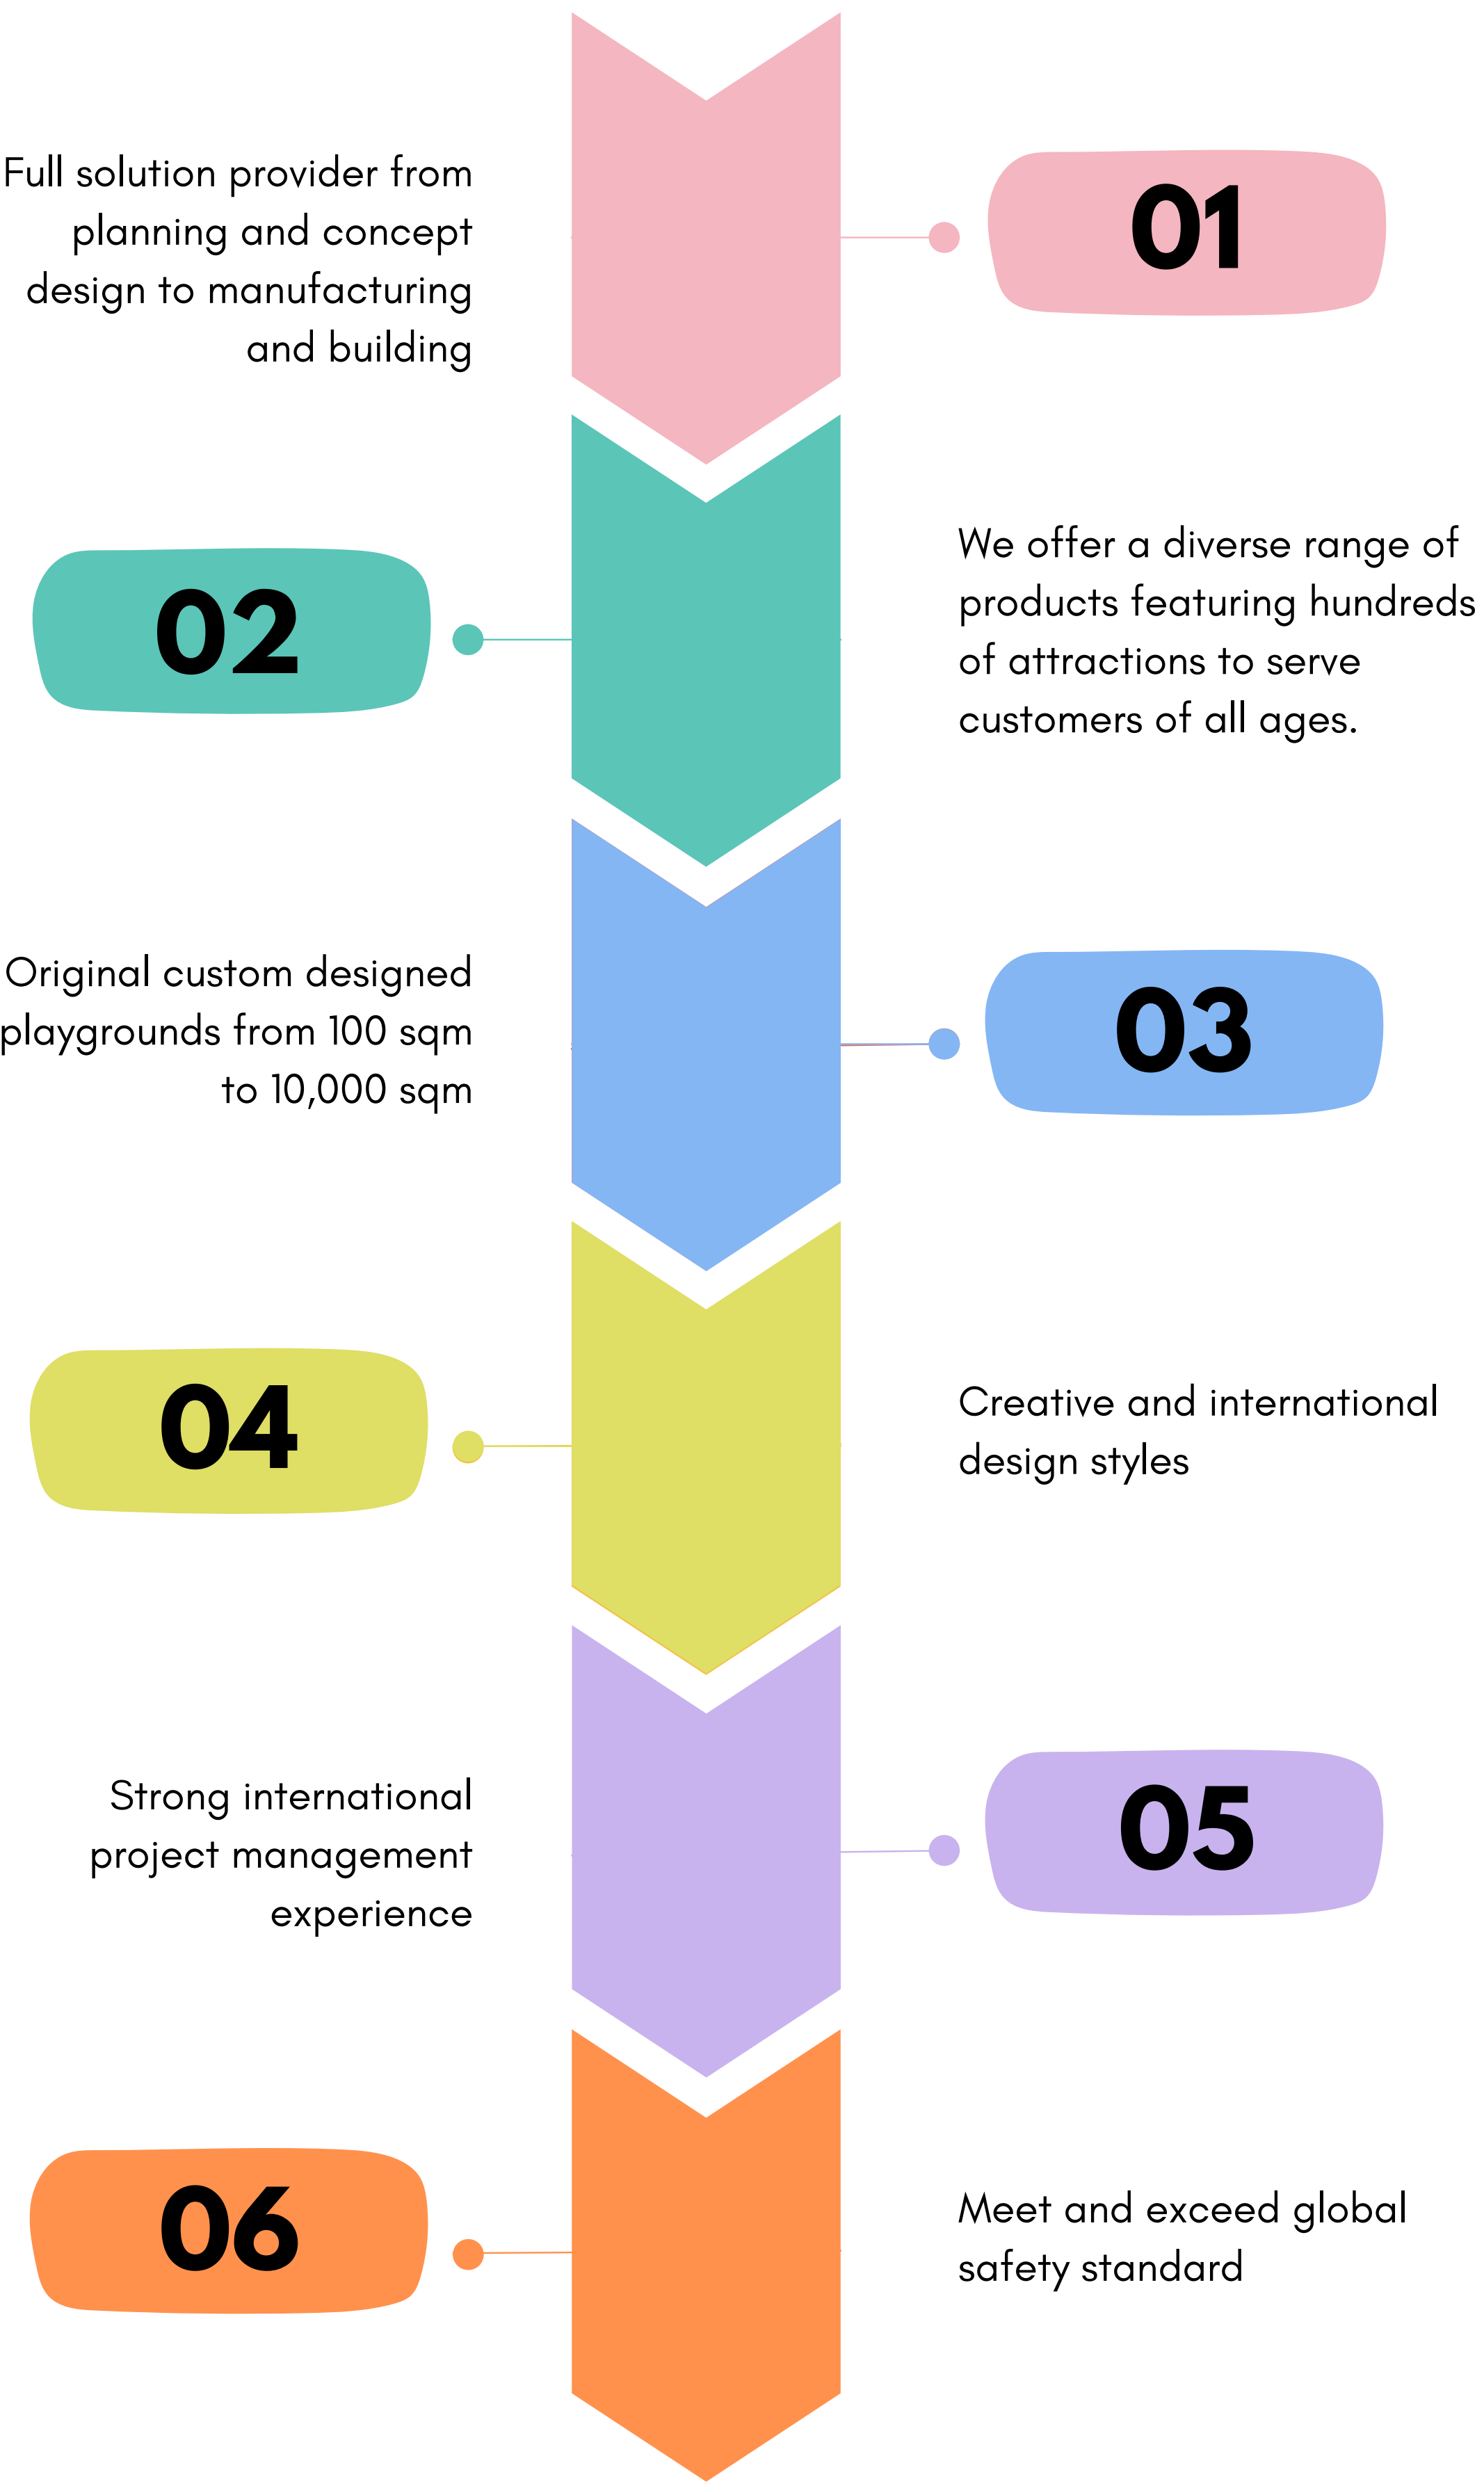 Full solution provider from
planning and concept
design to manufacturing
and building
01
02
We offer a diverse range of
products featuring hundreds
of attractions to serve
customers of all ages.
Original custom designed
playgrounds from 100 sqm
to 10,000 sqm
03
04
Creative and international
design styles
Strong international
project management
experience
05
06
Meet and exceed global
safety standard